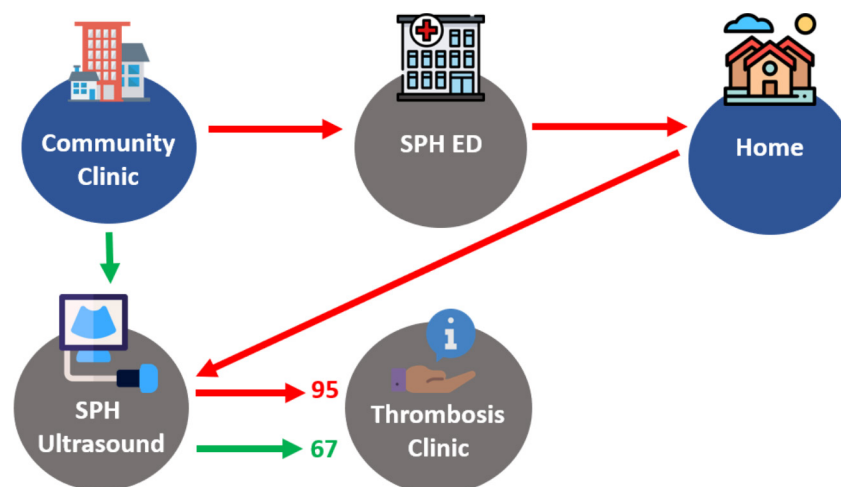 Community
Clinic
SPH ED
Home
SPH
Ultrasound
95
67
Thrombosis
Clinic